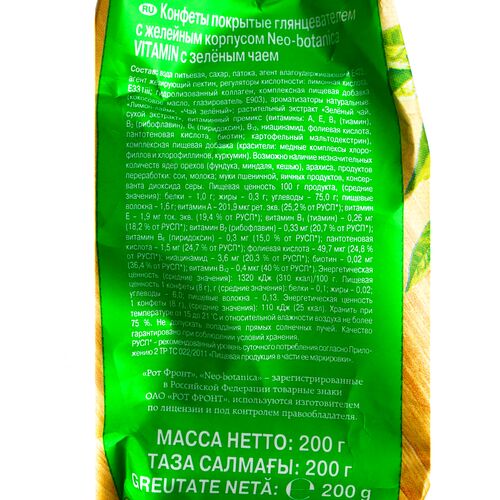 RU Конфеты покрытые глянцевателем
с желейным корпусом Neo-botanica
VITAMIN с зелёным чаем
Состав: вода питьевая, сахар, патока, агент влагоудерживающий
агент желирующий пектин, регуляторы кислотности: лимонная кислота,
Е331iii; гидролизованный коллаген, комплексная пищевая добавка
(кокосовое масло, глазирователь Е903), ароматизаторы натуральные
«Чай зелёный»; растительный экстракт «Зелёный чай,
сухой экстракт», витаминный премикс (витамины: А, Е, В₁ (тиамин),
В₂ (рибофлавин), В₆ (пиридоксин), В₁₂, ниацинамид, фолиевая кислота,
пантотеновая кислота, биотин; картофельный мальтодекстрин),
комплексная пищевая добавка (красители: медные комплексы хлоро-
филлов и хлорофиллинов, куркумин). Возможно наличие незначительных
количеств ядер орехов (фундука, миндаля, кешью), арахиса, продуктов
переработки: сои, молока; муки пшеничной, яичных продуктов, консер-
ванта диоксида серы. Пищевая ценность 100 г продукта, (средние
значения): белки - 1,0 г; жиры - 0,3 г; углеводы - 75,0 г; пищевые
волокна - 1,6 г; витамин А - 201,9 мкг рет. экв. (25,2 % от РУСП*); витамин
Е - 1,9 мг ток. экв. (19,4 % от РУСП*); витамин В₁ (тиамин) - 0,26 мг
(18,2 % от РУСП*); витамин В₂ (рибофлавин) - 0,33 мг (20,7 % от РУСП*);
витамин В₆ (пиридоксин) - 0,3 мг (15,0 % от РУСП*); пантотеновая
кислота - 1,5 мг (24,7 % от РУСП*); фолиевая кислота - 49,7 мкг (24,8 %
от РУСП*); ниацинамид - 3,6 мг (20,3 % от РУСП*); биотин - 0,02 мг
(36,4 % от РУСП*); витамин В₁₂ - 0,4 мкг (40 % от РУСП*). Энергетическая
ценность (средние значения): 1320 кДж (310 ккал)/100 г. Пищевая
ценность 1 конфеты (8 г), г (средние значения): белки - 0,1; жиры - 0,02;
углеводы - 6,0; пищевые волокна - 0,13. Энергетическая ценность
1 конфеты (8 г), (средние значения): 110 кДж (25 ккал). Хранить при
температуре от 15 до 21°С и относительной влажности воздуха не более
75 %. Не допускать попадания прямых солнечных лучей. Качество
гарантировано при соблюдении условий хранения.
РУСП* - рекомендованный уровень суточного потребления согласно Прило-
жению 2 ТР ТС 022/2011 «Пищевая продукция в части ее маркировки».
«Рот Фронт», «Neo-botanica» – зарегистрированные
в Российской Федерации товарные знаки
ОАО «РОТ ФРОНТ», используются изготовителем
по лицензии и под контролем правообладателя.
МАССА НЕТТО: 200 г
ТАЗА САЛМАҒЫ: 200 г
GREUTATE NETĂ: ℮ 200 g